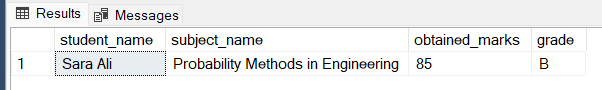 Results Messages
student_name subject_name obtained_marks grade
1 Sara Ali Probability Methods in Engineering 85 B